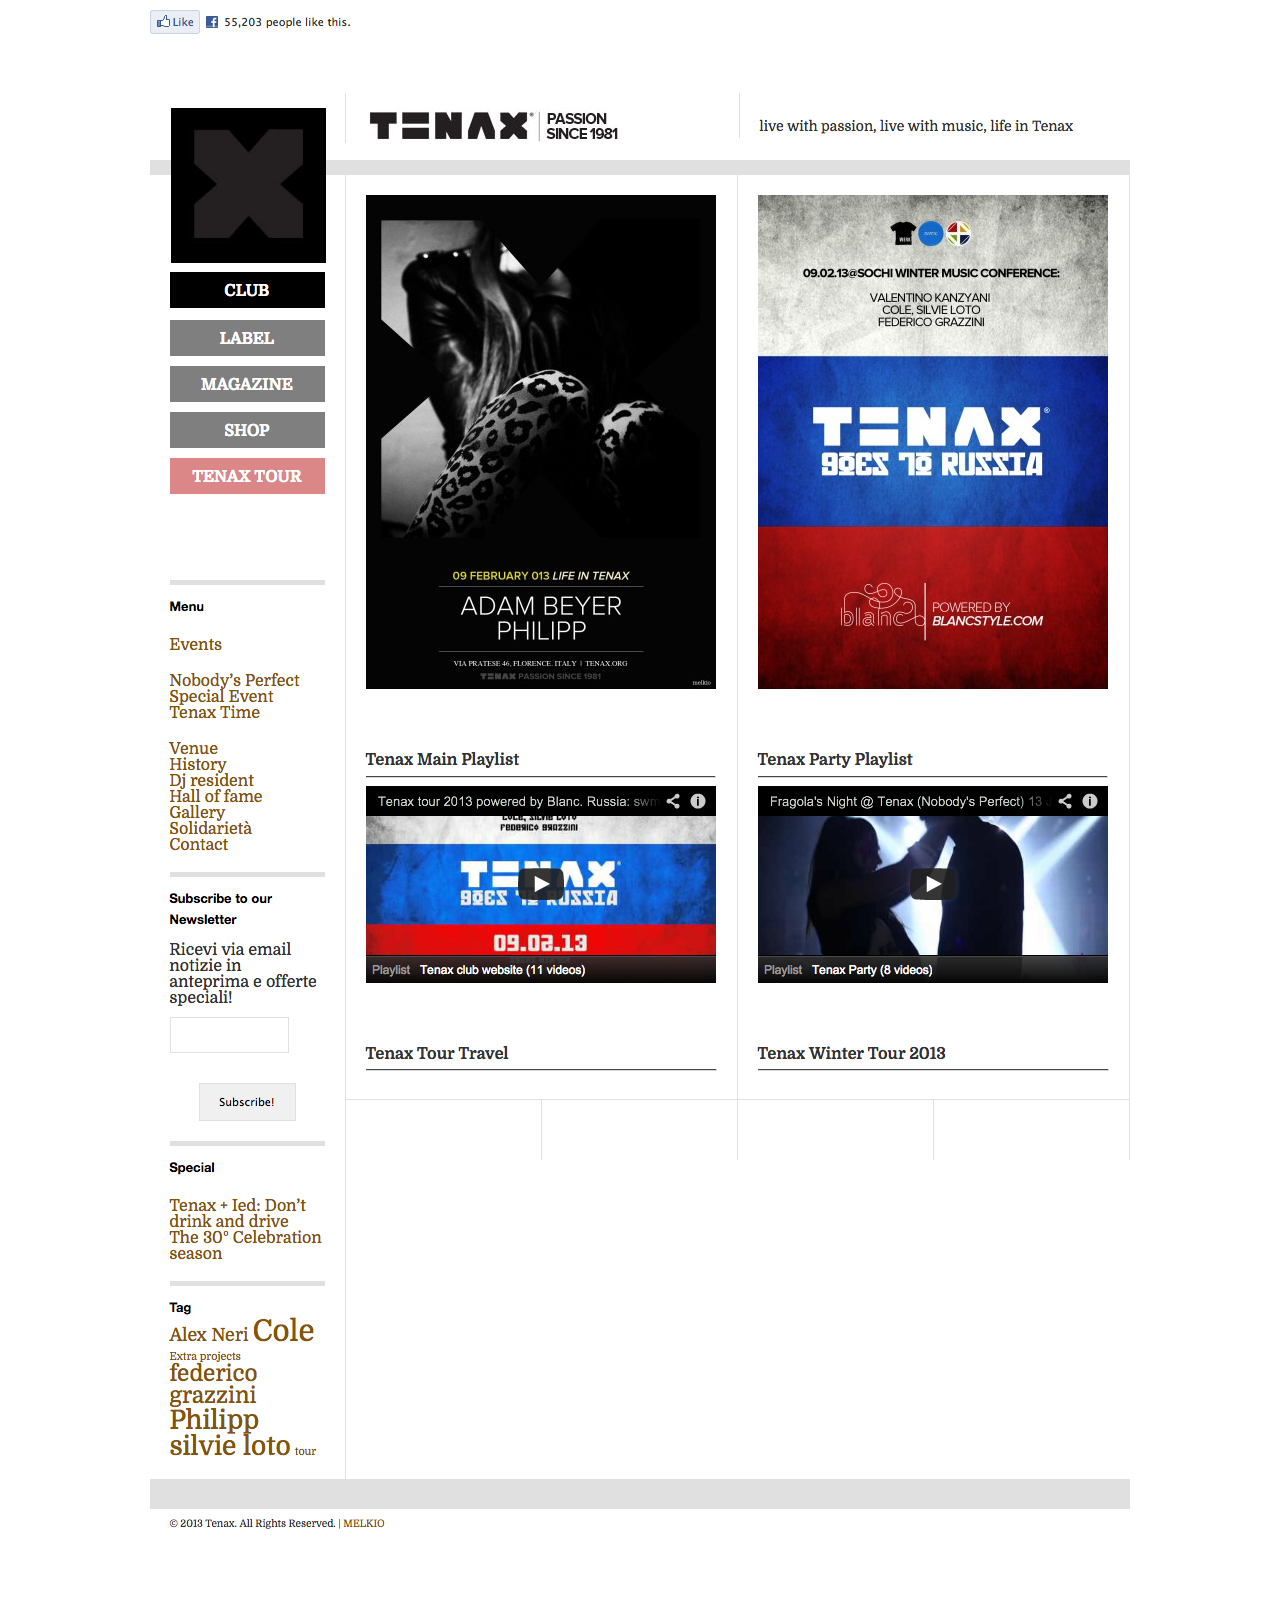 Like
55,203 people like this.
TENAX® PASSION
SINCE 1981
live with passion, live with music, life in Tenax
CLUB
LABEL
MAGAZINE
SHOP
TENAX TOUR
Menu
Events
Nobody's Perfect
Special Event
Tenax Time
Venue
History
Dj resident
Hall of fame
Gallery
Solidarietà
Contact
Subscribe to our
Newsletter
Ricevi via email
notizie in
anteprima e offerte
speciali!
Subscribe!
Special
Tenax + Ied: Don't
drink and drive
The 30° Celebration
season
Tag
Alex Neri Cole
Extra projects
federico
grazzini
Philipp
silvie loto tour
09 FEBRUARY 013 LIFE IN TENAX
ADAM BEYER
PHILIPP
VIA PRATESE 46, FLORENCE. ITALY | TENAX.ORG
TENAX PASSION SINCE 1981
melkio
09.02.13@SOCHI WINTER MUSIC CONFERENCE:
VALENTINO KANZYANI
COLE, SILVIE LOTO
FEDERICO GRAZZINI
TENAX®
GOES TO RUSSIA
blanc
POWERED BY
BLANCSTYLE.COM
Tenax Main Playlist
Tenax tour 2013 powered by Blanc. Russia: swm
COLE, SILVIE LOTO
FEDERICO GRAZZINI
TENAX®
GOES TO RUSSIA
09.02.13
Playlist Tenax club website (11 videos)
Tenax Party Playlist
Fragola's Night @ Tenax (Nobody's Perfect) 13 J
Playlist Tenax Party (8 videos)
Tenax Tour Travel
Tenax Winter Tour 2013
© 2013 Tenax. All Rights Reserved. | MELKIO